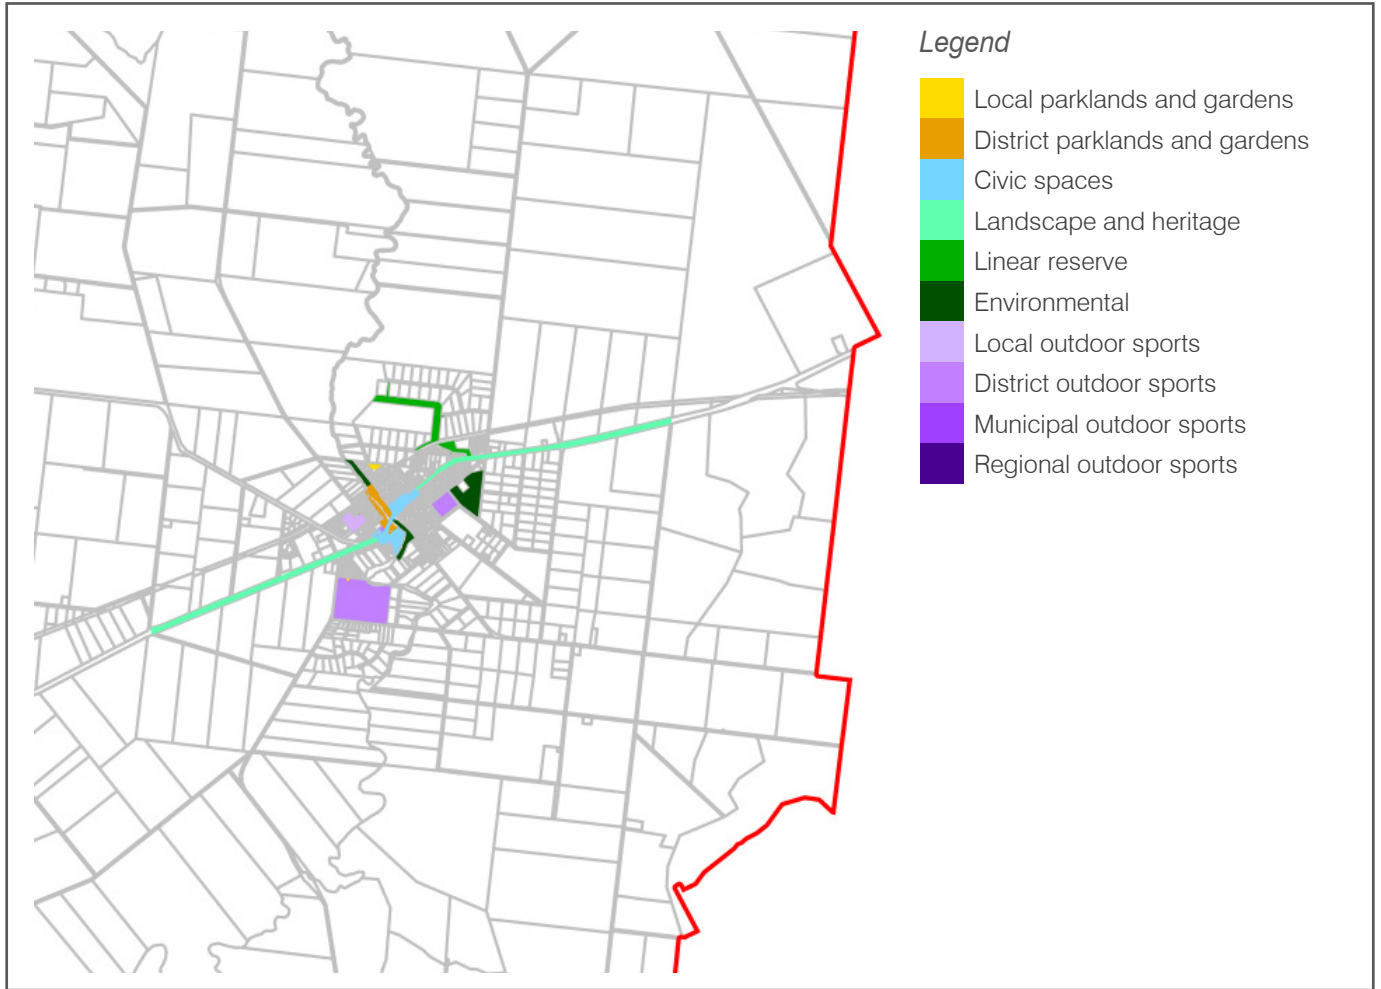 Legend
Local parklands and gardens
District parklands and gardens
Civic spaces
Landscape and heritage
Linear reserve
Environmental
Local outdoor sports
District outdoor sports
Municipal outdoor sports
Regional outdoor sports